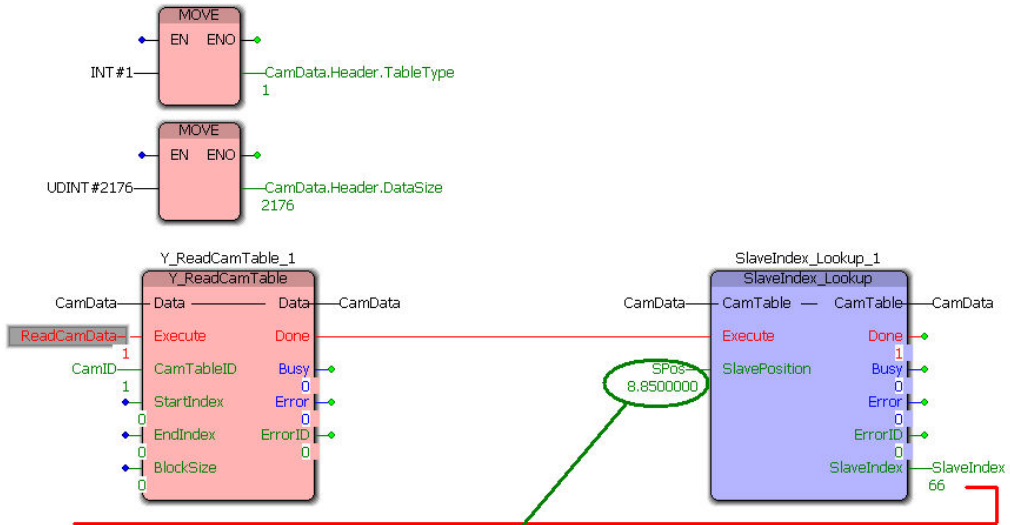 MOVE
EN ENO
INT#1 CamData.Header.TableType
1
MOVE
EN ENO
UDINT#2176 CamData.Header.DataSize
2176
Y_ReadCamTable_1 SlaveIndex_Lookup_1
Y_ReadCamTable SlaveIndex_Lookup
CamData Data Data CamData CamData CamTable CamTable CamData
ReadCamData Execute Done Execute Done
1 1
CamID CamTableID Busy SPos SlavePosition Busy
1 0 8.8500000 0
StartIndex Error Error
0 0 0
EndIndex ErrorID ErrorID
0 0 0
BlockSize SlaveIndex SlaveIndex
0 66